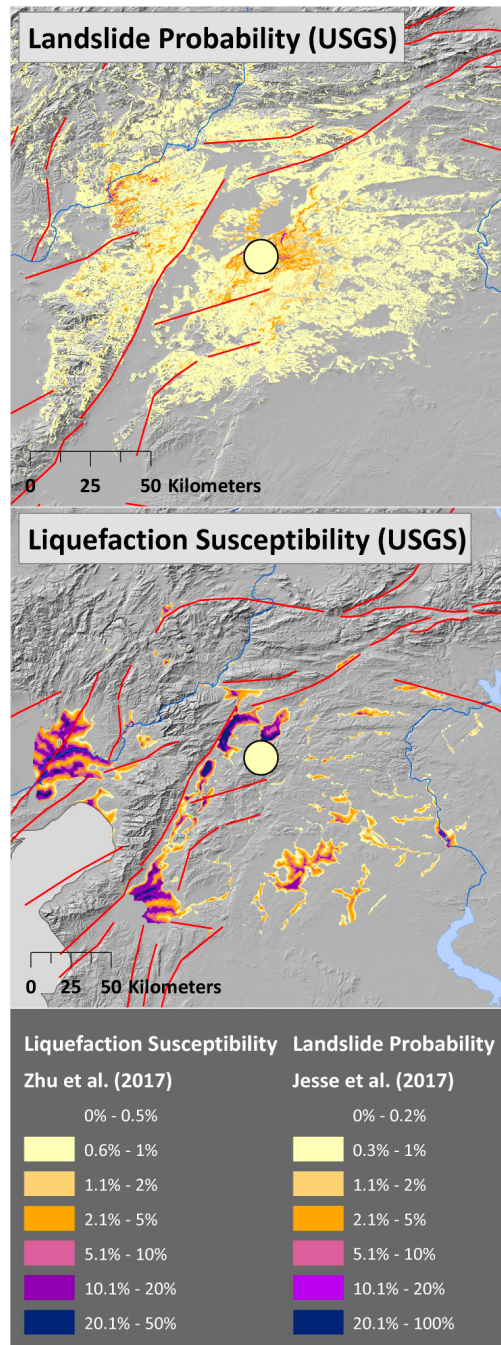 Landslide Probability (USGS)
0 25 50 Kilometers
Liquefaction Susceptibility (USGS)
0 25 50 Kilometers
Liquefaction Susceptibility
Zhu et al. (2017)
0% - 0.5%
0.6% - 1%
1.1% - 2%
2.1% - 5%
5.1% - 10%
10.1% - 20%
20.1% - 50%
Landslide Probability
Jesse et al. (2017)
0% - 0.2%
0.3% - 1%
1.1% - 2%
2.1% - 5%
5.1% - 10%
10.1% - 20%
20.1% - 100%